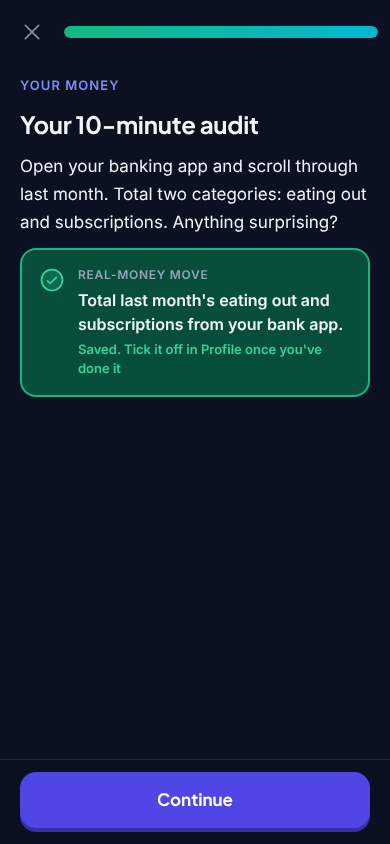 YOUR MONEY
Your 10-minute audit
Open your banking app and scroll through
last month. Total two categories: eating out
and subscriptions. Anything surprising?
REAL-MONEY MOVE
Total last month's eating out and
subscriptions from your bank app.
Saved. Tick it off in Profile once you've
done it
Continue